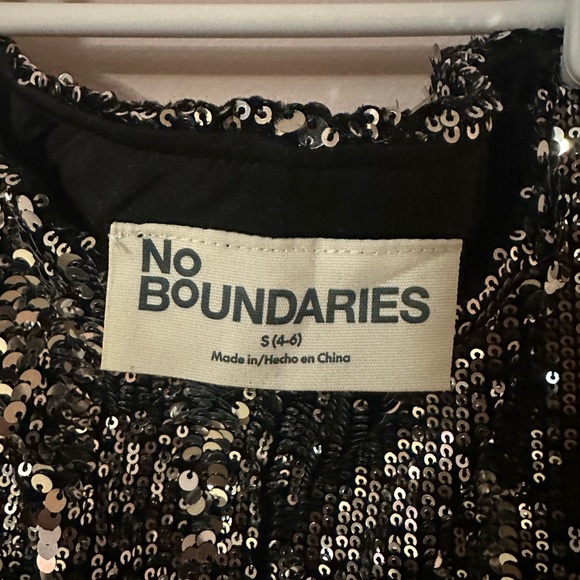 No
BoUNDARIES
S (4-6)
Made in/Hecho en China